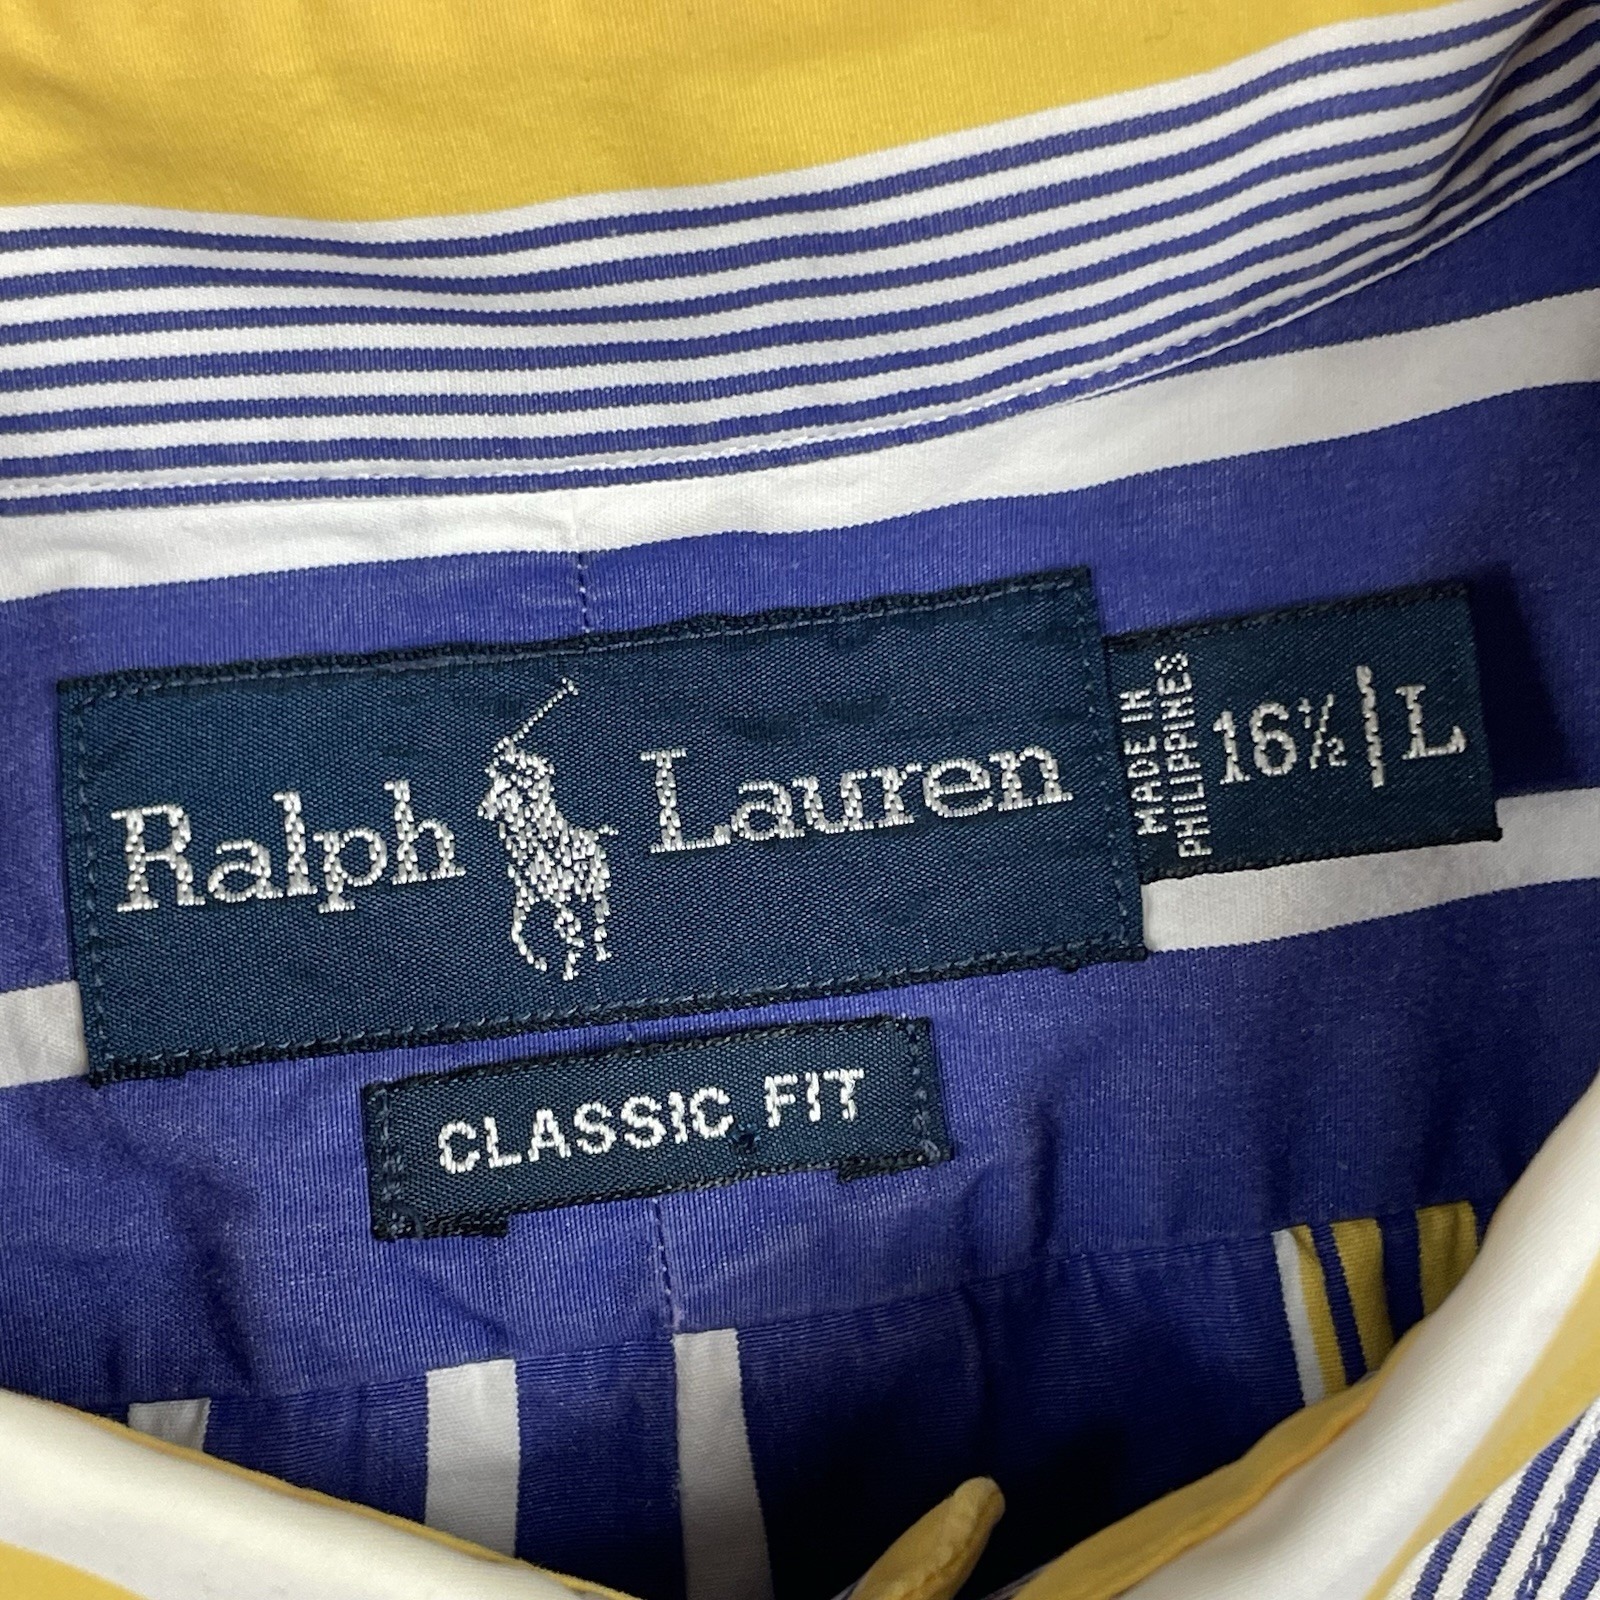 Ralph Lauren
MADE IN
PHILIPPINES
16½ | L
CLASSIC FIT